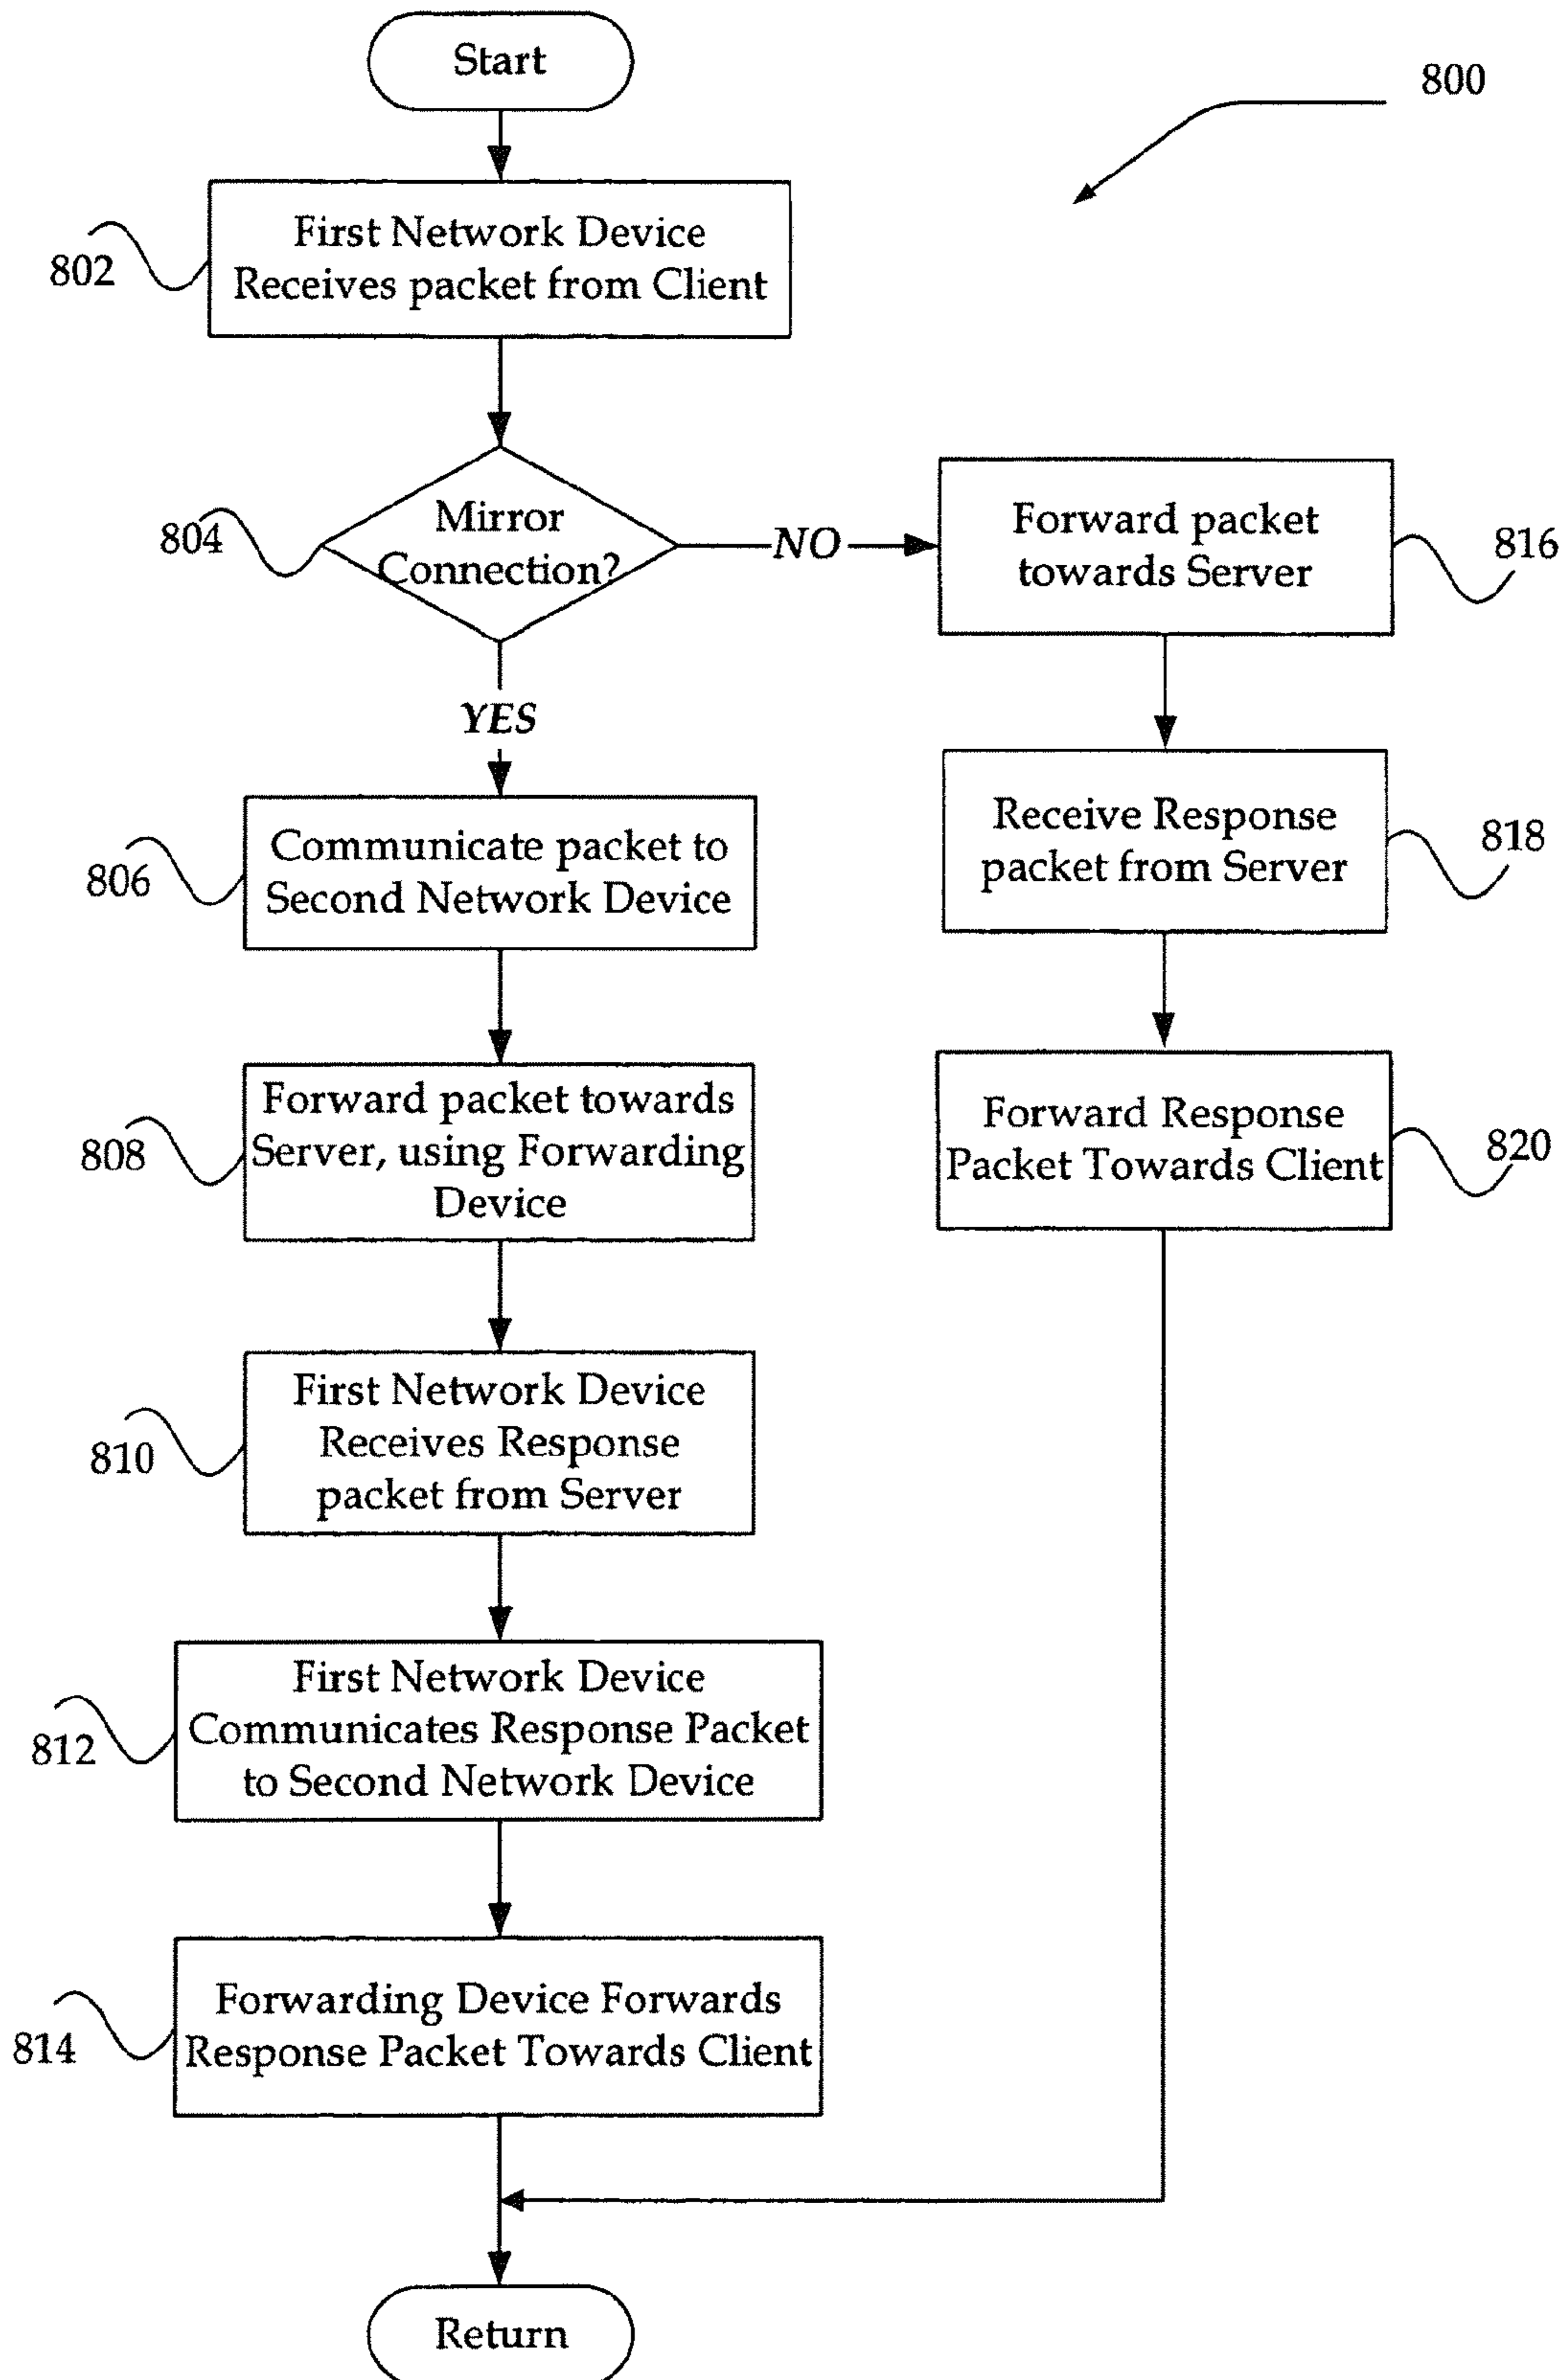 Start
800
802
First Network Device
Receives packet from Client
804
Mirror
Connection?
NO
Forward packet
towards Server
816
YES
806
Communicate packet to
Second Network Device
Receive Response
packet from Server
818
808
Forward packet towards
Server, using Forwarding
Device
Forward Response
Packet Towards Client
820
810
First Network Device
Receives Response
packet from Server
812
First Network Device
Communicates Response Packet
to Second Network Device
814
Forwarding Device Forwards
Response Packet Towards Client
Return